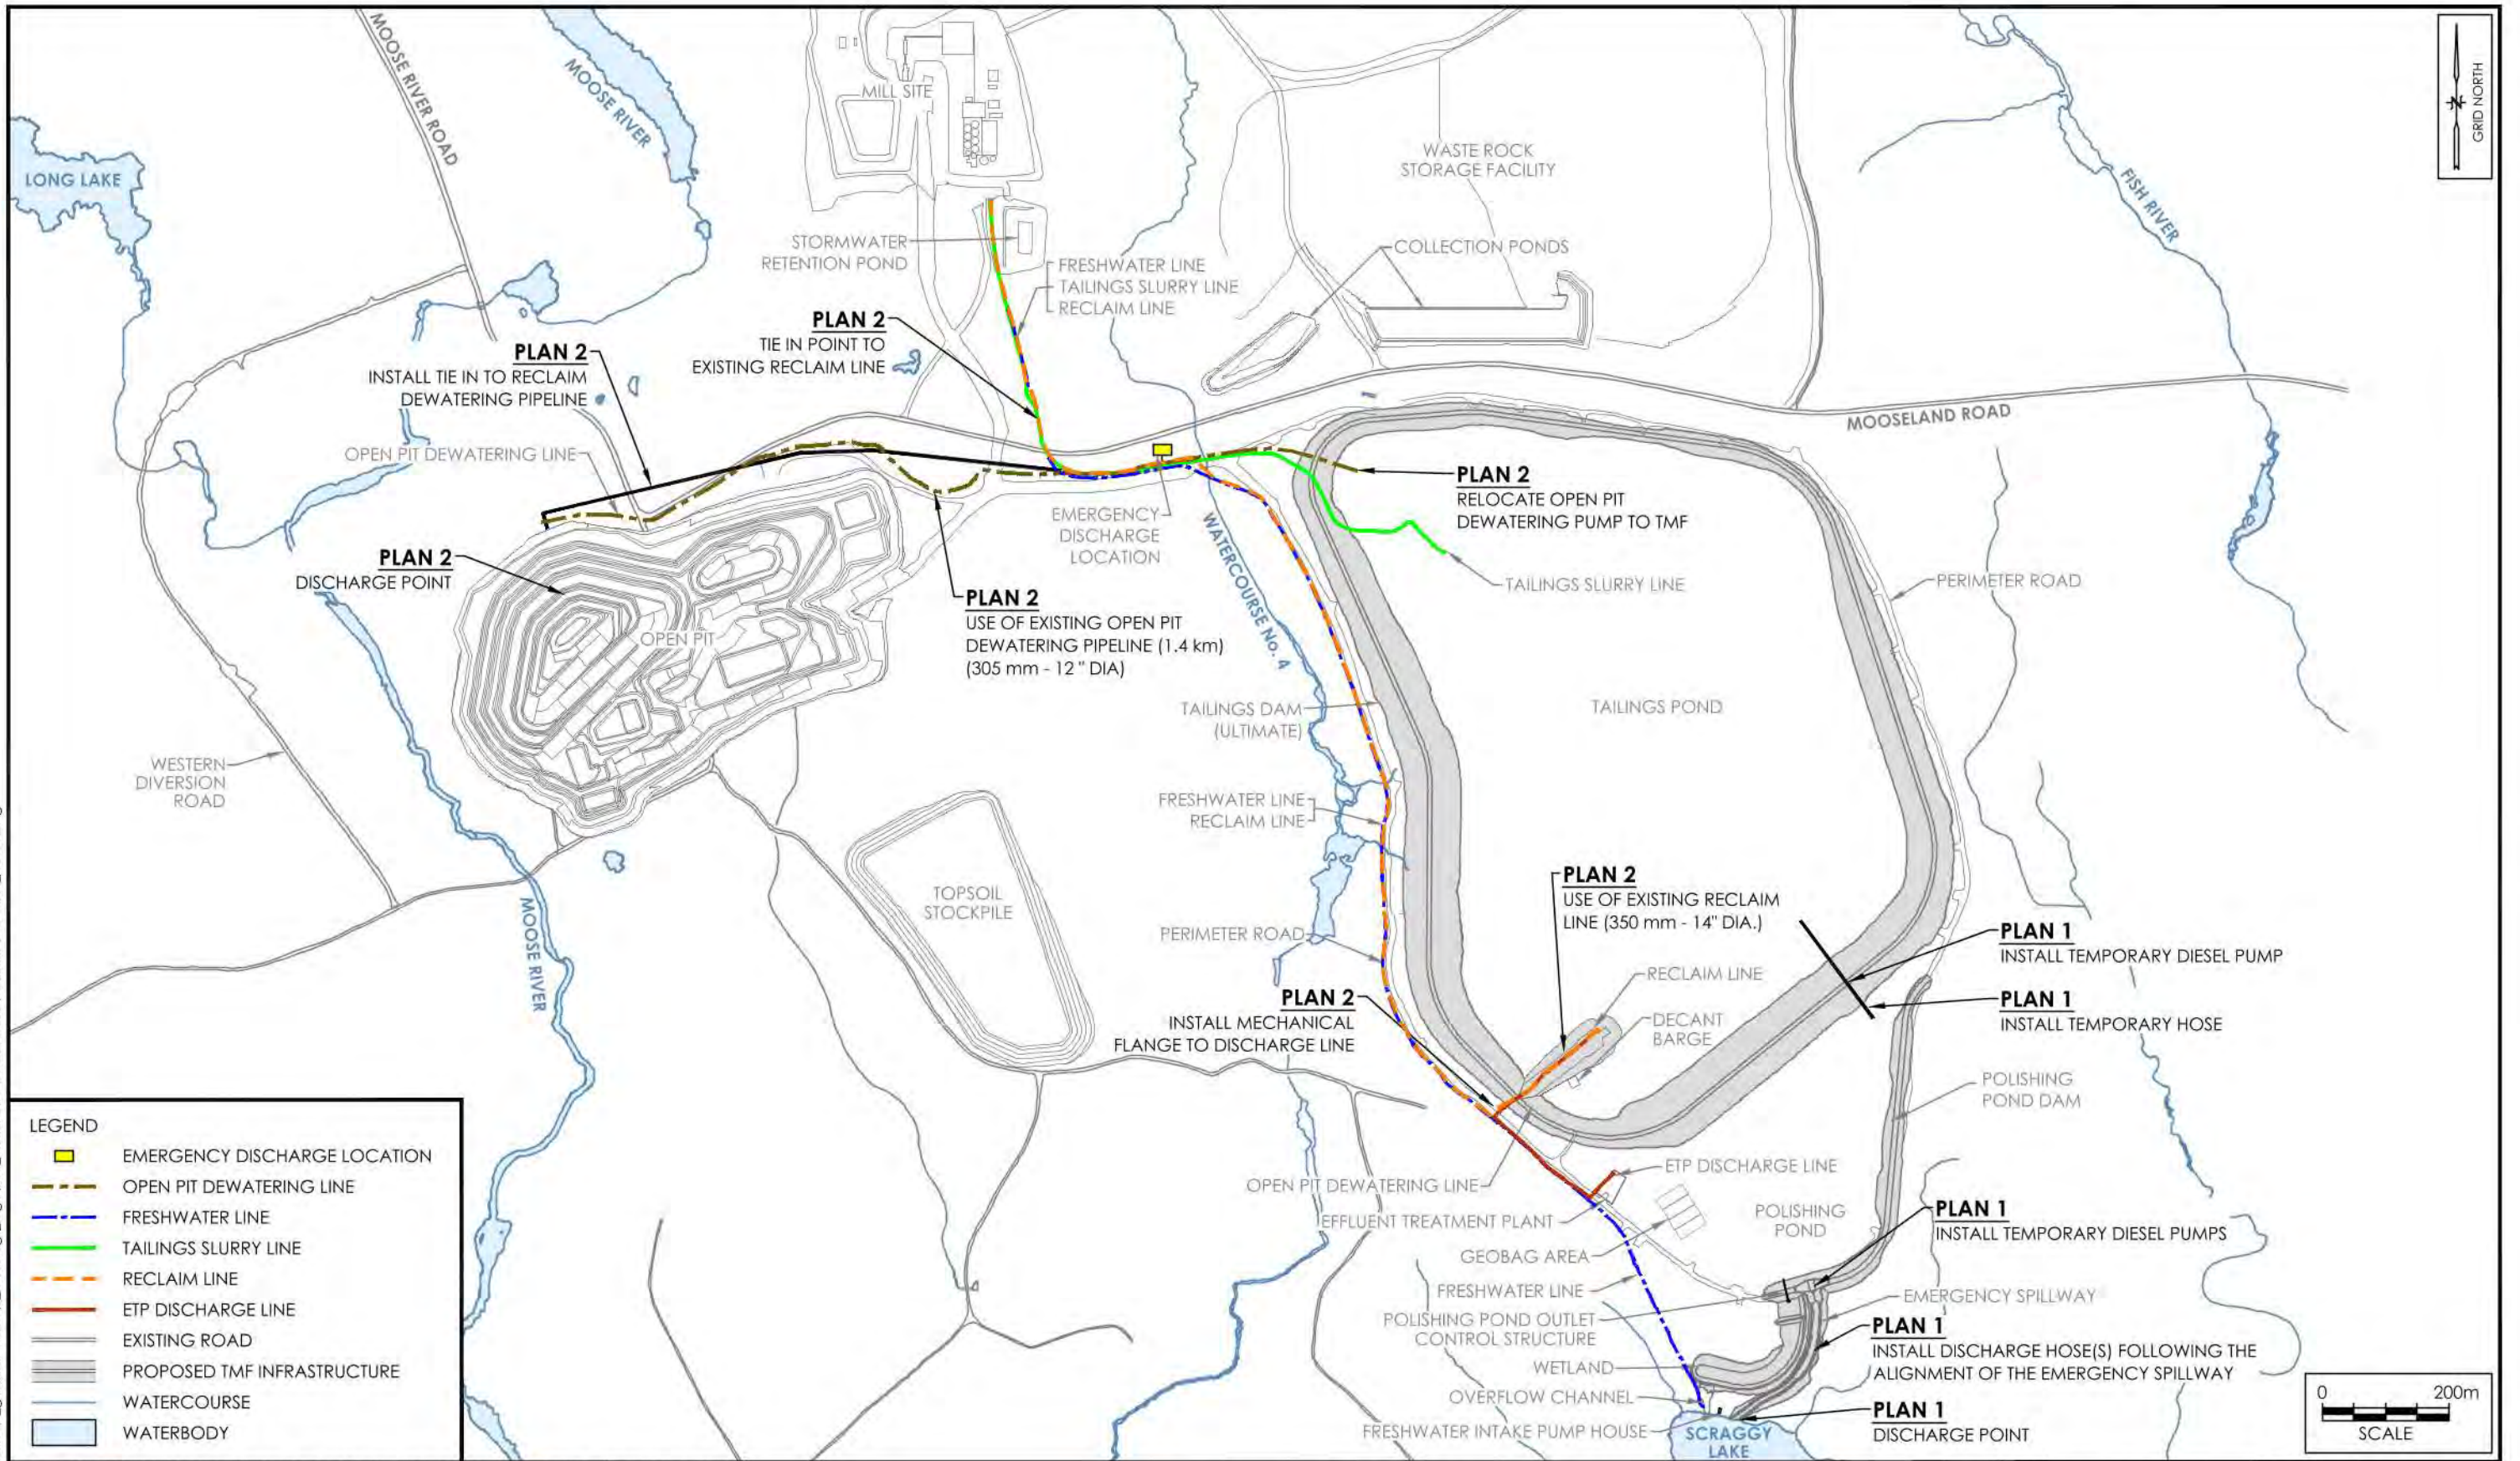 MOOSE RIVER ROAD
MOOSE RIVER
MILL SITE
GRID NORTH
N
LONG LAKE
WASTE ROCK
STORAGE FACILITY
FISH RIVER
STORMWATER
RETENTION POND
FRESHWATER LINE
TAILINGS SLURRY LINE
RECLAIM LINE
COLLECTION PONDS
PLAN 2
TIE IN POINT TO
EXISTING RECLAIM LINE
PLAN 2
INSTALL TIE IN TO RECLAIM
DEWATERING PIPELINE
MOOSELAND ROAD
OPEN PIT DEWATERING LINE
PLAN 2
RELOCATE OPEN PIT
DEWATERING PUMP TO TMF
EMERGENCY
DISCHARGE
LOCATION
WATERCOURSE No. 4
PLAN 2
DISCHARGE POINT
TAILINGS SLURRY LINE
PERIMETER ROAD
PLAN 2
USE OF EXISTING OPEN PIT
DEWATERING PIPELINE (1.4 km)
(305 mm - 12 " DIA)
OPEN PIT
TAILINGS DAM
(ULTIMATE)
TAILINGS POND
WESTERN
DIVERSION
ROAD
FRESHWATER LINE
RECLAIM LINE
TOPSOIL
STOCKPILE
PLAN 2
USE OF EXISTING RECLAIM
LINE (350 mm - 14" DIA.)
MOOSE RIVER
PERIMETER ROAD
PLAN 1
INSTALL TEMPORARY DIESEL PUMP
RECLAIM LINE
PLAN 2
INSTALL MECHANICAL
FLANGE TO DISCHARGE LINE
PLAN 1
INSTALL TEMPORARY HOSE
DECANT
BARGE
POLISHING
POND DAM
LEGEND
EMERGENCY DISCHARGE LOCATION
OPEN PIT DEWATERING LINE
FRESHWATER LINE
TAILINGS SLURRY LINE
RECLAIM LINE
ETP DISCHARGE LINE
EXISTING ROAD
PROPOSED TMF INFRASTRUCTURE
WATERCOURSE
WATERBODY
ETP DISCHARGE LINE
OPEN PIT DEWATERING LINE
EFFLUENT TREATMENT PLANT
POLISHING
POND
PLAN 1
INSTALL TEMPORARY DIESEL PUMPS
GEOBAG AREA
FRESHWATER LINE
EMERGENCY SPILLWAY
POLISHING POND OUTLET
CONTROL STRUCTURE
PLAN 1
INSTALL DISCHARGE HOSE(S) FOLLOWING THE
ALIGNMENT OF THE EMERGENCY SPILLWAY
WETLAND
OVERFLOW CHANNEL
FRESHWATER INTAKE PUMP HOUSE
SCRAGGY
LAKE
PLAN 1
DISCHARGE POINT
0 200m
SCALE